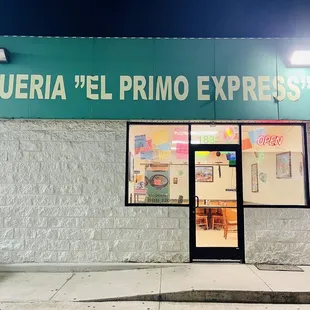 UERIA "EL PRIMO EXPRESS"
OPEN